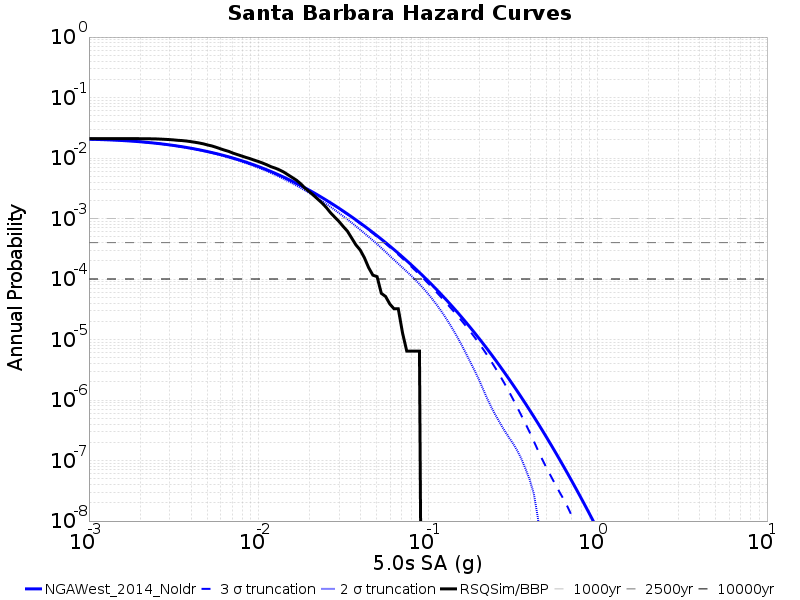 Santa Barbara Hazard Curves
10^0
10^-1
10^-2
10^-3
10^-4
10^-5
10^-6
10^-7
10^-8
Annual Probability
10^-3 10^-2 10^-1 10^0 10^1
5.0s SA (g)
NGAWest_2014_NoIdr 3 σ truncation 2 σ truncation RSQSim/BBP 1000yr 2500yr 10000yr